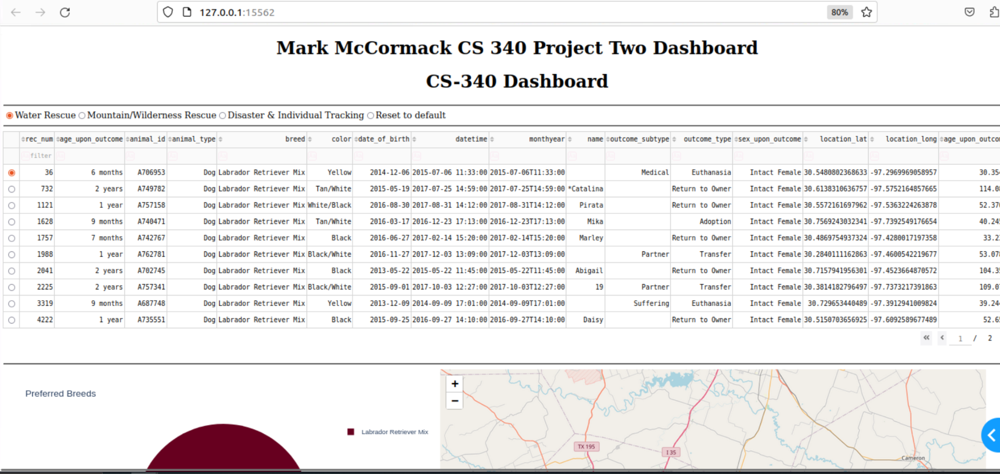 127.0.0.1:15562 80%
Mark McCormack CS 340 Project Two Dashboard
CS-340 Dashboard
Water Rescue Mountain/Wilderness Rescue Disaster & Individual Tracking Reset to default
rec_num age_upon_outcome animal_id animal_type breed color date_of_birth datetime monthyear name outcome_subtype outcome_type sex_upon_outcome location_lat location_long age_upon_outcom
filter
36 6 months A706953 Dog Labrador Retriever Mix Yellow 2014-12-06 2015-07-06 11:33:00 2015-07-06T11:33:00 Medical Euthanasia Intact Female 30.5480802368633 -97.2969969058957 30.354
732 2 years A749782 Dog Labrador Retriever Mix Tan/White 2015-05-19 2017-07-25 14:59:00 2017-07-25T14:59:00 *Catalina Return to Owner Intact Female 30.6138310636757 -97.5752164857665 114.08
1121 1 year A757158 Dog Labrador Retriever Mix White/Black 2016-08-30 2017-08-31 14:12:00 2017-08-31T14:12:00 Pirata Return to Owner Intact Female 30.5572161697962 -97.5363224263878 52.370
1628 9 months A740471 Dog Labrador Retriever Mix Tan/White 2016-03-17 2016-12-23 17:13:00 2016-12-23T17:13:00 Mika Adoption Intact Female 30.7569243032341 -97.7392549176654 40.245
1757 7 months A742767 Dog Labrador Retriever Mix Black 2016-06-27 2017-02-14 15:20:00 2017-02-14T15:20:00 Marley Return to Owner Intact Female 30.4869754937324 -97.4280017197358 33.23
1988 1 year A762781 Dog Labrador Retriever Mix Black/White 2016-11-27 2017-12-03 13:09:00 2017-12-03T13:09:00 Partner Transfer Intact Female 30.2840111162863 -97.4600542219677 53.078
2041 2 years A702745 Dog Labrador Retriever Mix Black 2013-05-22 2015-05-22 11:45:00 2015-05-22T11:45:00 Abigail Return to Owner Intact Female 30.7157941956301 -97.4523664870572 104.35
2225 2 years A757341 Dog Labrador Retriever Mix Black/White 2015-09-01 2017-10-03 12:27:00 2017-10-03T12:27:00 19 Partner Transfer Intact Female 30.3814182796497 -97.7373217391863 109.07
3319 9 months A687748 Dog Labrador Retriever Mix Yellow 2013-12-09 2014-09-09 17:01:00 2014-09-09T17:01:00 Suffering Euthanasia Intact Female 30.729653440489 -97.3912941009824 39.244
4222 1 year A735551 Dog Labrador Retriever Mix Black 2015-09-25 2016-09-27 14:10:00 2016-09-27T14:10:00 Daisy Return to Owner Intact Female 30.5150703656925 -97.6092589677489 52.65
« ‹ 1 / 2
Preferred Breeds
Labrador Retriever Mix
+
−
TX 195
I 35
Cameron